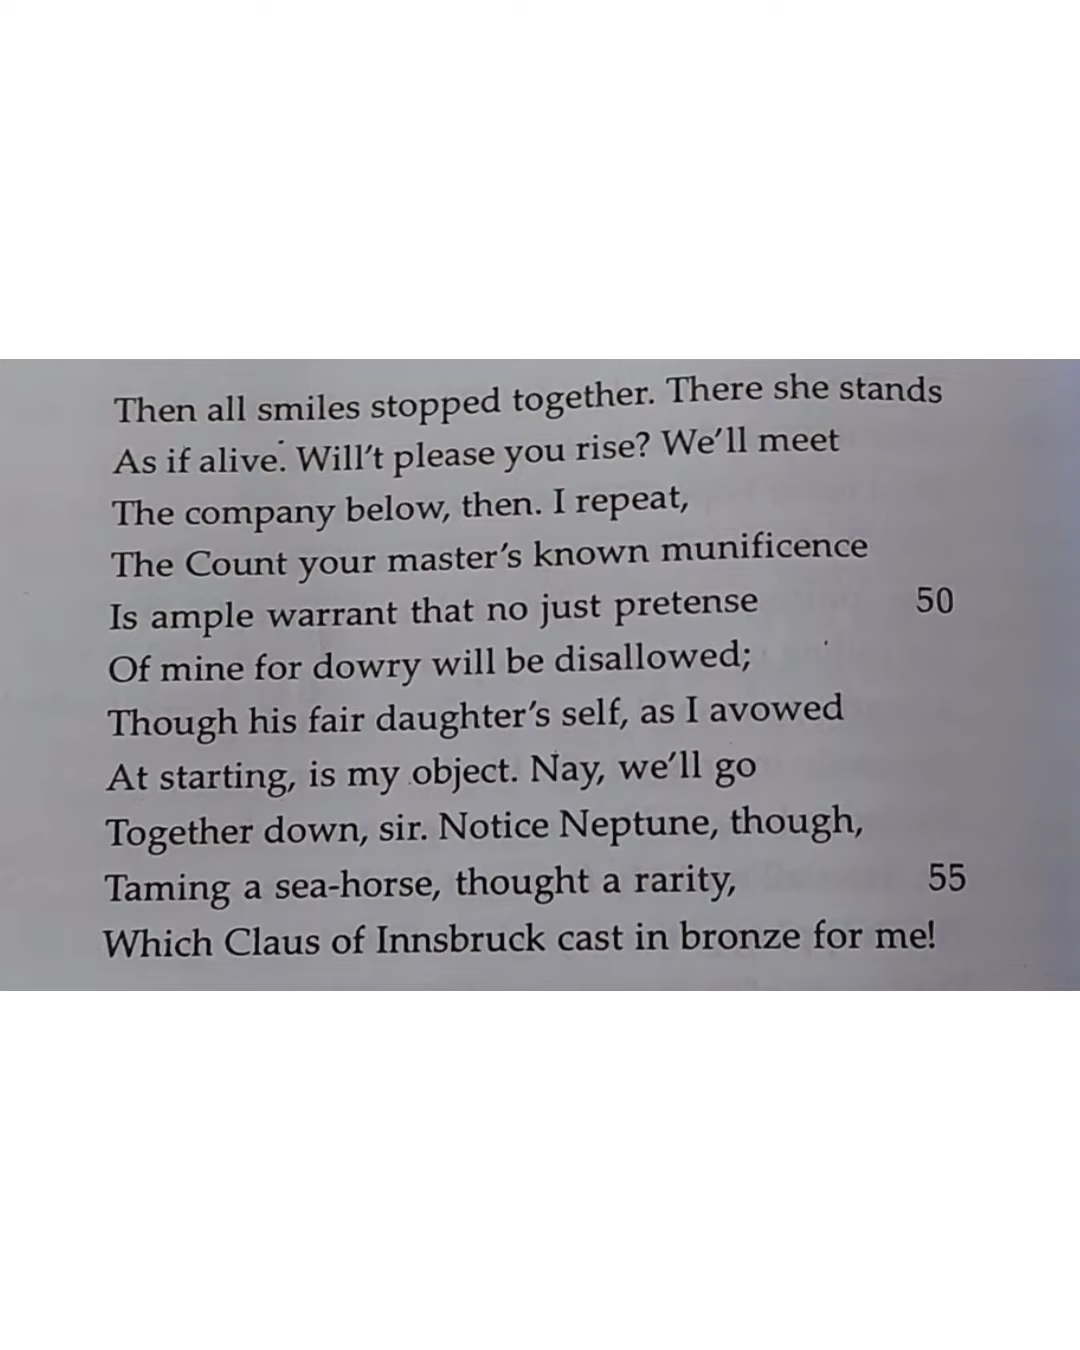 Then all smiles stopped together. There she stands
As if alive. Will't please you rise? We'll meet
The company below, then. I repeat,
The Count your master's known munificence
Is ample warrant that no just pretense 50
Of mine for dowry will be disallowed;
Though his fair daughter's self, as I avowed
At starting, is my object. Nay, we'll go
Together down, sir. Notice Neptune, though,
Taming a sea-horse, thought a rarity, 55
Which Claus of Innsbruck cast in bronze for me!